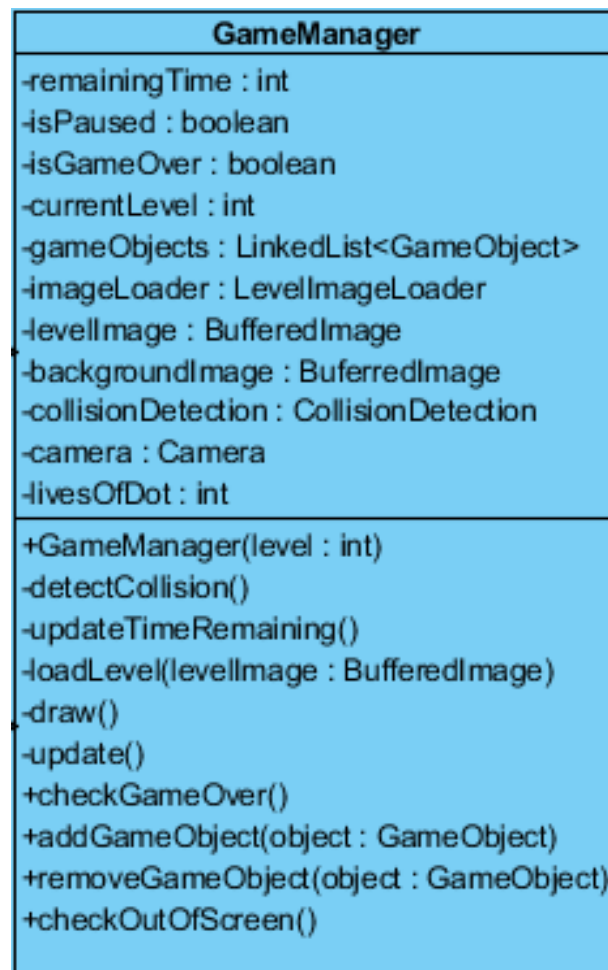 GameManager
-remainingTime : int
-isPaused : boolean
-isGameOver : boolean
-currentLevel : int
-gameObjects : LinkedList<GameObject>
-imageLoader : LevelImageLoader
-levelImage : BufferedImage
-backgroundImage : BuferredImage
-collisionDetection : CollisionDetection
-camera : Camera
-livesOfDot : int
+GameManager(level : int)
-detectCollision()
-updateTimeRemaining()
-loadLevel(levelImage : BufferedImage)
-draw()
-update()
+checkGameOver()
+addGameObject(object : GameObject)
+removeGameObject(object : GameObject)
+checkOutOfScreen()